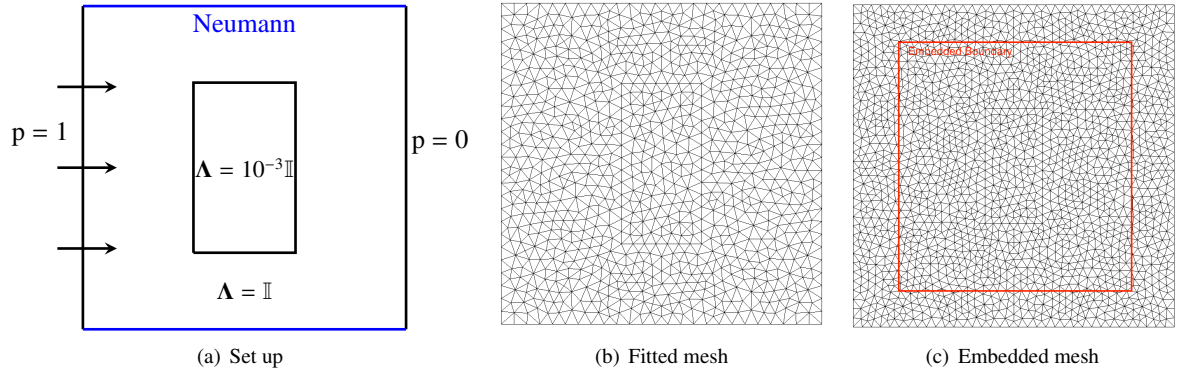 Neumann
p = 1
p = 0
Λ = 10⁻³𝕀
Λ = 𝕀
Embedded Boundary
(a) Set up
(b) Fitted mesh
(c) Embedded mesh